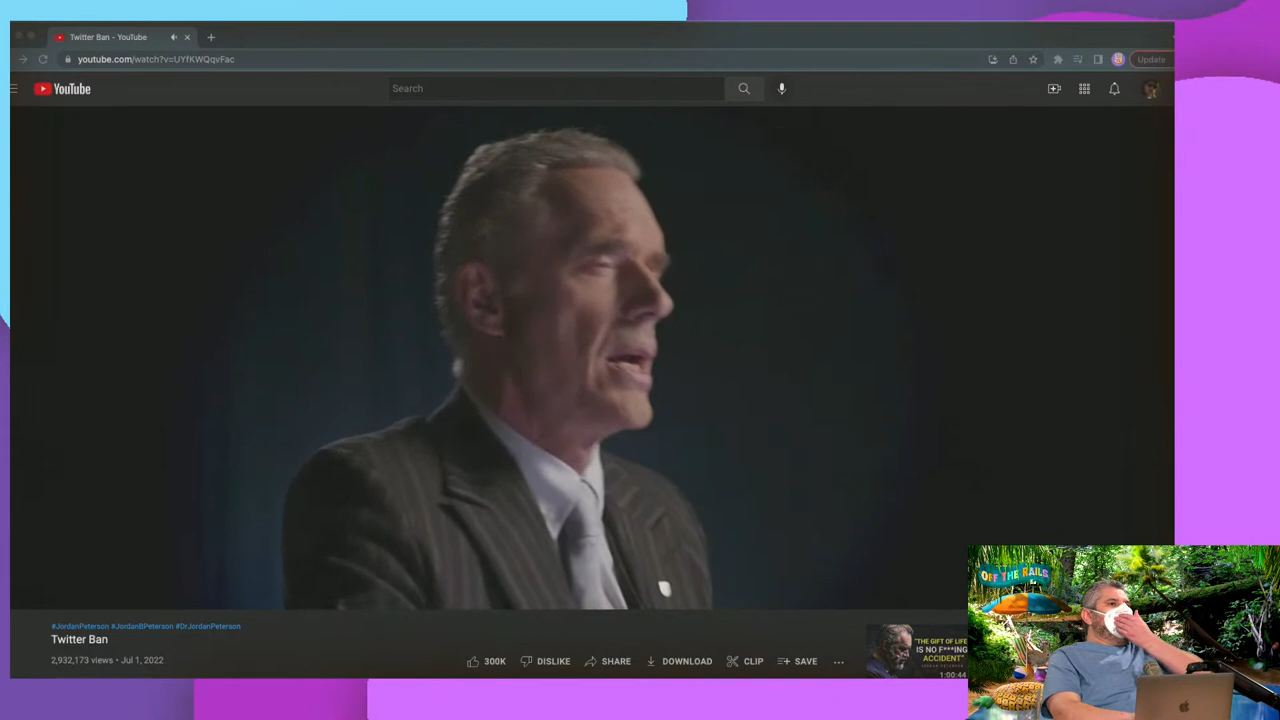 Twitter Ban - YouTube
youtube.com/watch?v=UYfKWQqvFac
Update
YouTube
Search
#JordanPeterson #JordanBPeterson #DrJordanPeterson
Twitter Ban
2,932,173 views • Jul 1, 2022
300K
DISLIKE
SHARE
DOWNLOAD
CLIP
SAVE
"THE GIFT OF LIFE
IS NO F***ING
ACCIDENT"
JORDAN PETERSON
1:00:44
OFF THE RAILS